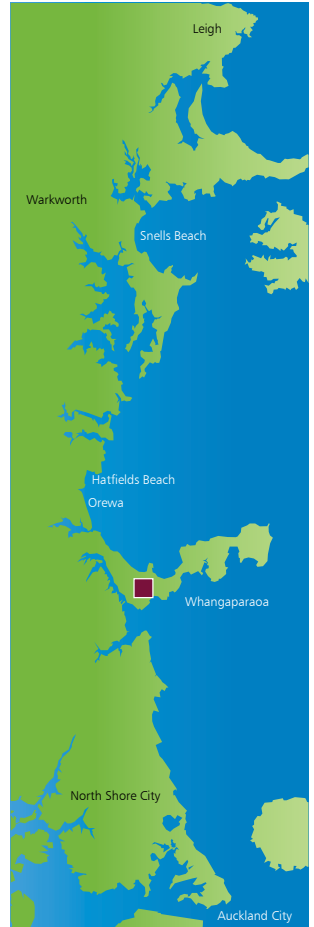 Leigh
Warkworth
Snells Beach
Hatfields Beach
Orewa
Whangaparaoa
North Shore City
Auckland City